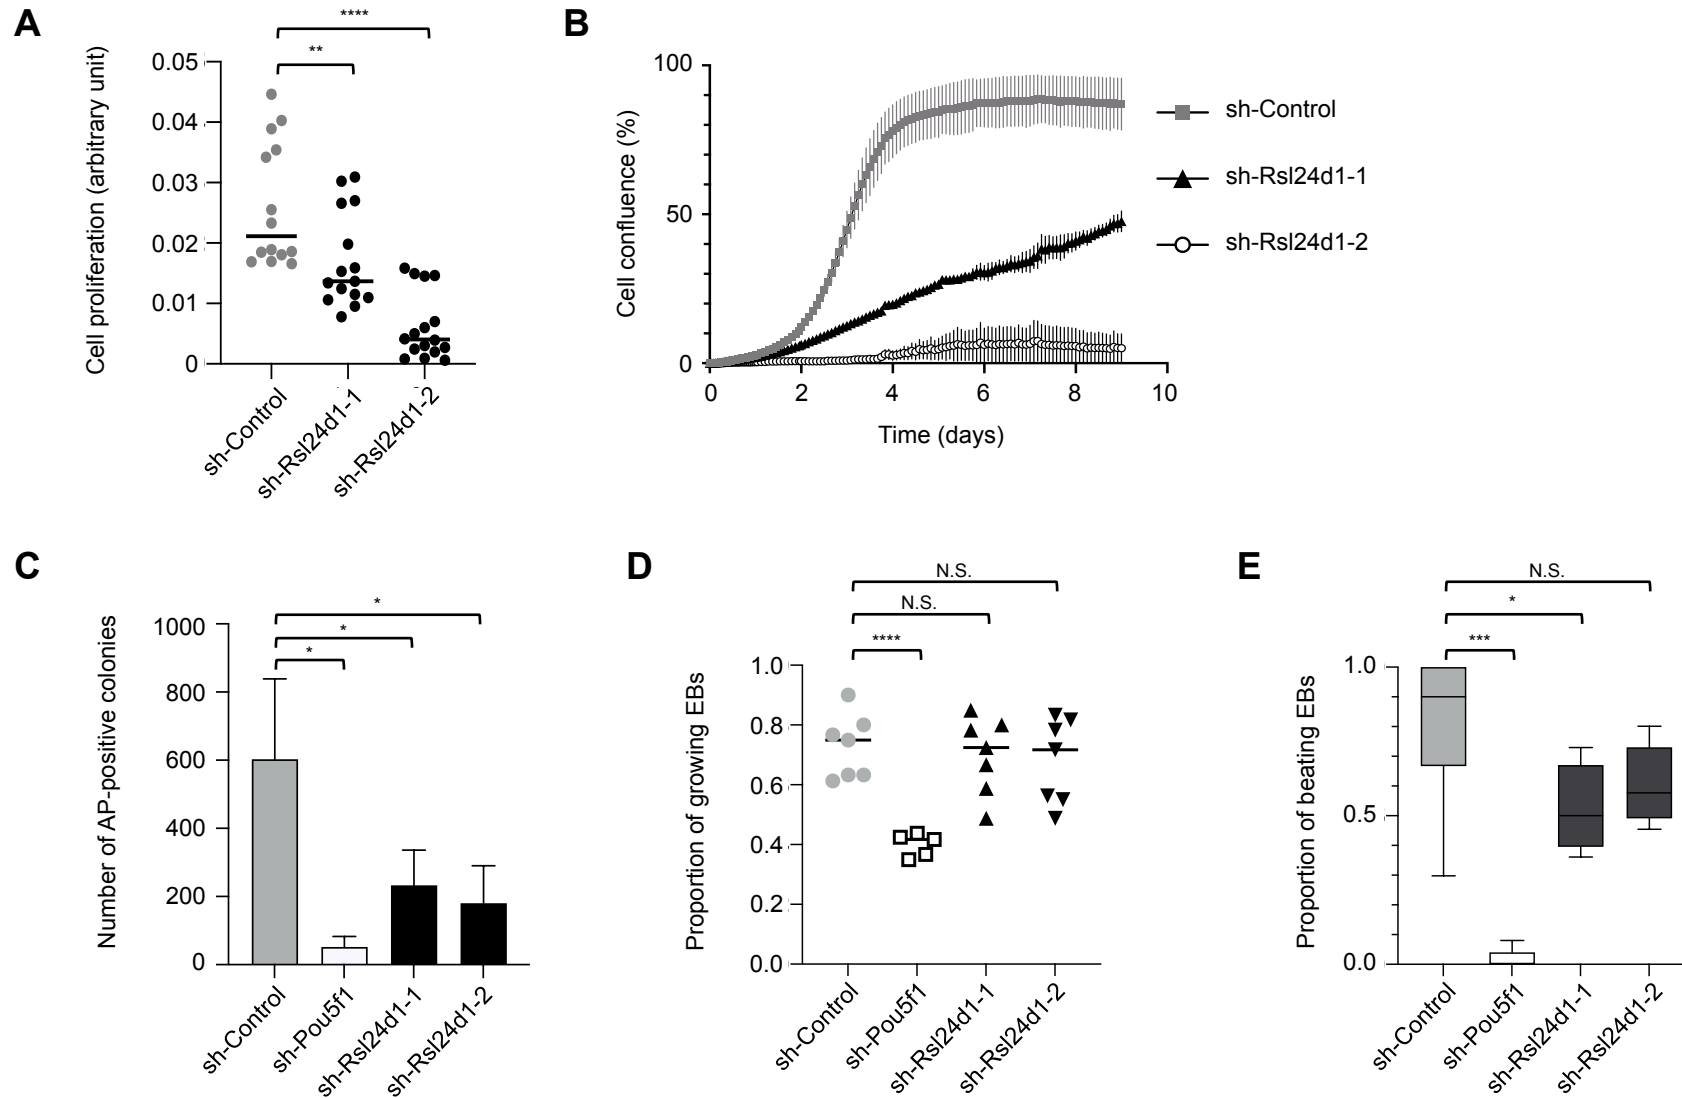 A
****
**
Cell proliferation (arbitrary unit)
0.05
0.04
0.03
0.02
0.01
0
sh-Control
sh-Rsl24d1-1
sh-Rsl24d1-2
B
Cell confluence (%)
100
50
0
0 2 4 6 8 10
Time (days)
sh-Control
sh-Rsl24d1-1
sh-Rsl24d1-2
C
*
*
*
Number of AP-positive colonies
1000
800
600
400
200
0
sh-Control
sh-Pou5f1
sh-Rsl24d1-1
sh-Rsl24d1-2
D
N.S.
N.S.
****
Proportion of growing EBs
1.0
0.8
0.6
0.4
0.2
0.0
sh-Control
sh-Pou5f1
sh-Rsl24d1-1
sh-Rsl24d1-2
E
N.S.
*
***
Proportion of beating EBs
1.0
0.5
0.0
sh-Control
sh-Pou5f1
sh-Rsl24d1-1
sh-Rsl24d1-2